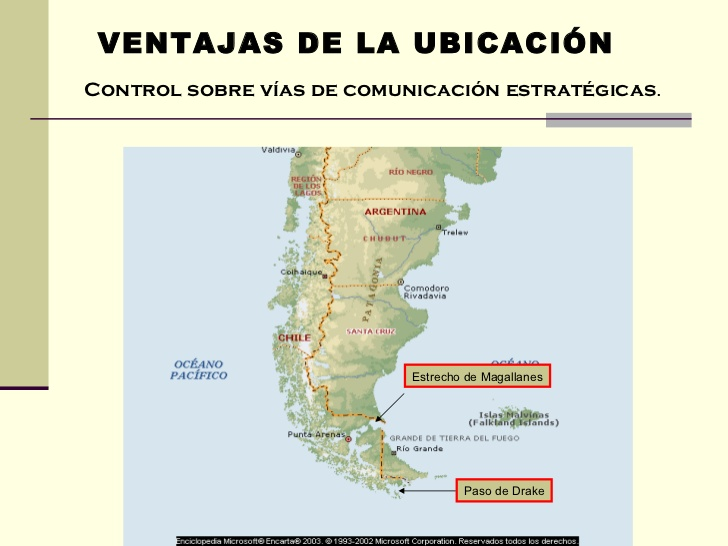 VENTAJAS DE LA UBICACIÓN
CONTROL SOBRE VÍAS DE COMUNICACIÓN ESTRATÉGICAS.
Valdivia
REGIÓN
DE LOS
LAGOS
RÍO NEGRO
ARGENTINA
CHUBUT
Trelew
PATAGONIA
Coihaique
Comodoro
Rivadavia
CHILE
SANTA CRUZ
OCÉANO
PACÍFICO
OCÉANO
Estrecho de Magallanes
Islas Malvinas
(Falkland Islands)
Punta Arenas
GRANDE DE TIERRA DEL FUEGO
Río Grande
Paso de Drake
Enciclopedia Microsoft® Encarta® 2003. © 1993-2002 Microsoft Corporation. Reservados todos los derechos.